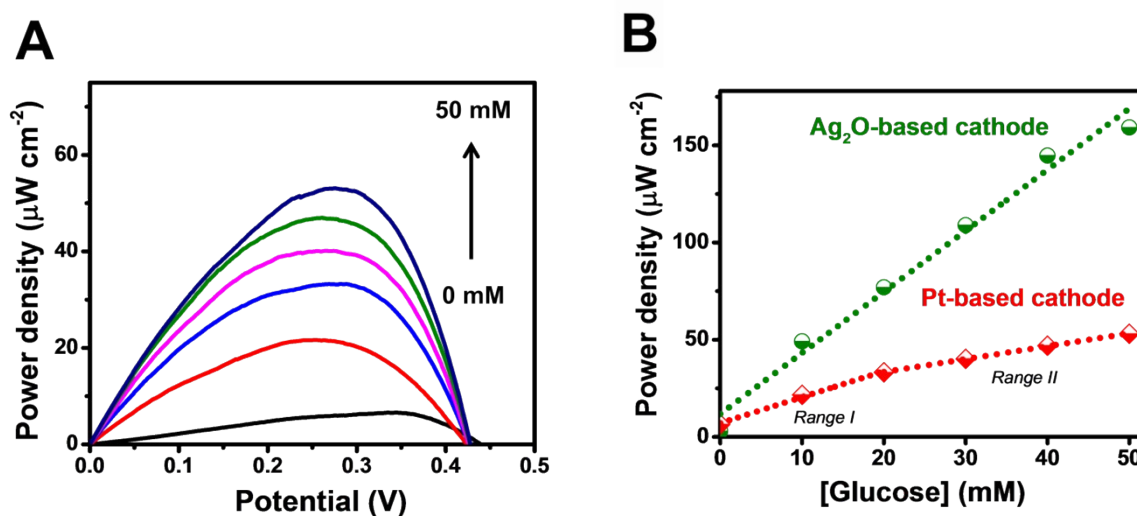 A
Power density (μW cm-2)
60
40
20
0
50 mM
0 mM
0.0 0.1 0.2 0.3 0.4 0.5
Potential (V)
B
Power density (μW cm-2)
150
100
50
0
Ag2O-based cathode
Pt-based cathode
Range I
Range II
0 10 20 30 40 50
[Glucose] (mM)